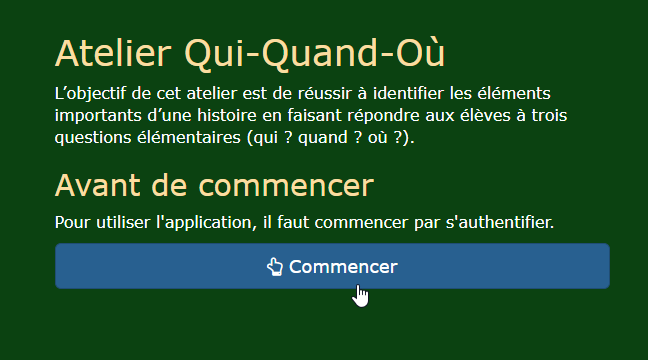 Atelier Qui-Quand-Où
L’objectif de cet atelier est de réussir à identifier les éléments
importants d’une histoire en faisant répondre aux élèves à trois
questions élémentaires (qui ? quand ? où ?).
Avant de commencer
Pour utiliser l'application, il faut commencer par s'authentifier.
Commencer